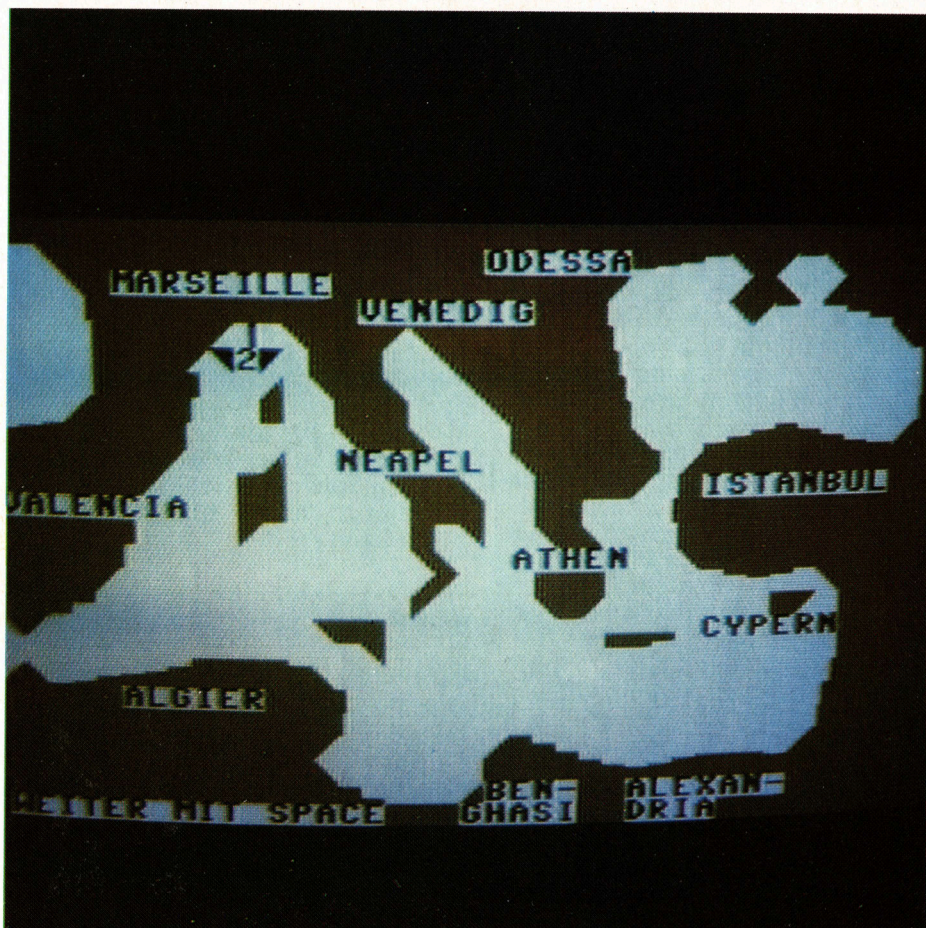 ODESSA
MARSEILLE
VENEDIG
2
NEAPEL
ISTANBUL
VALENCIA
ATHEN
CYPERN
ALGIER
WEITER MIT SPACE
BEN-
GHASI
ALEXAN-
DRIA